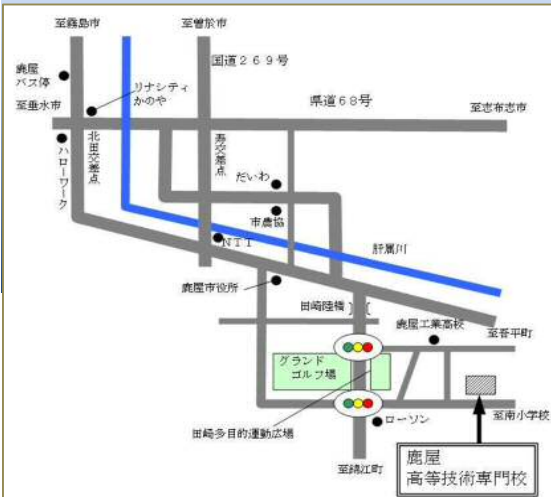 至霧島市
至曽於市
国道269号
鹿屋
バス停
リナシティ
かのや
至垂水市
県道68号
至志布志市
北田交差点
寿交差点
ハローワーク
だいわ
市農協
NTT
肝属川
鹿屋市役所
田崎陸橋
鹿屋工業高校
至吾平町
グランド
ゴルフ場
至南小学校
田崎多目的運動広場
ローソン
至錦江町
鹿屋
高等技術専門校